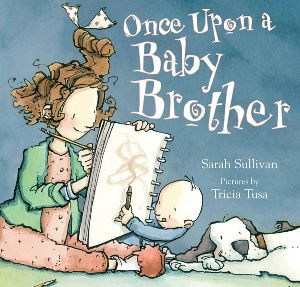 Once Upon a
Baby
Brother
Sarah Sullivan
Pictures by
Tricia Tusa